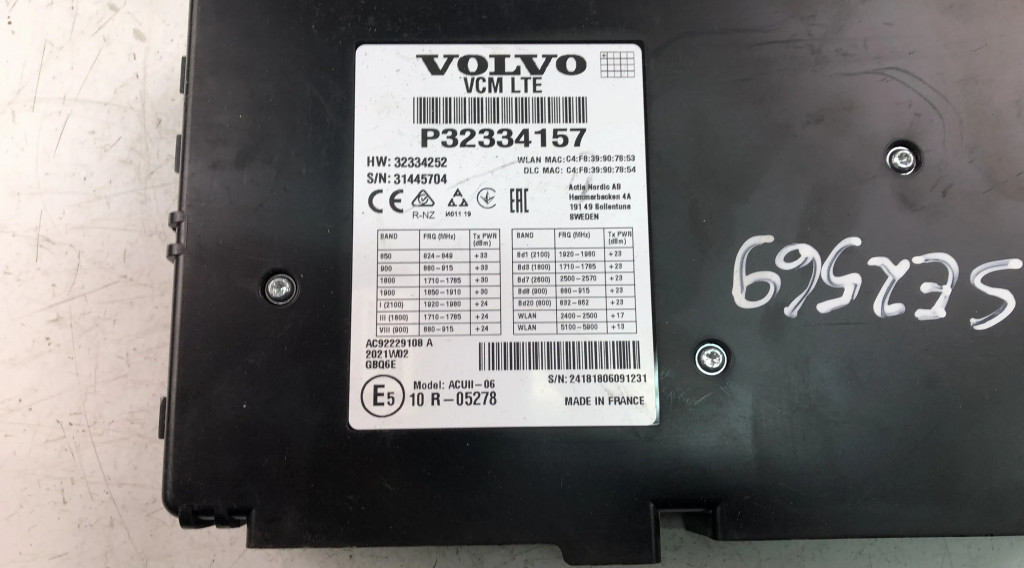 VOLVO
VCM LTE
P32334157
HW: 32334252
S/N: 31445704
WLAN MAC: C4:F8:39:90:78:53
DLC MAC: C4:F8:39:90:78:54
CE R-NZ И011 19 EAC
Actia Nordic AB
Hammarbacken 4A
191 49 Sollentuna
SWEDEN
BAND FRQ (MHz) Tx PWR (dBm)
850 824-849 +33
900 880-915 +33
1800 1710-1785 +30
1900 1850-1910 +30
I (2100) 1920-1980 +24
III (1800) 1710-1785 +24
VIII (900) 880-915 +24
BAND FRQ (MHz) Tx PWR (dBm)
Bd1 (2100) 1920-1980 +23
Bd3 (1800) 1710-1785 +23
Bd7 (2600) 2500-2570 +23
Bd8 (900) 880-915 +23
Bd20 (800) 832-862 +23
WLAN 2400-2500 +17
WLAN 5100-5800 +13
AC92229108 A
2021W02
GBQ6E
S/N: 24181806091231
E5
Model: ACUII-06
10 R-05278
MADE IN FRANCE
SER569